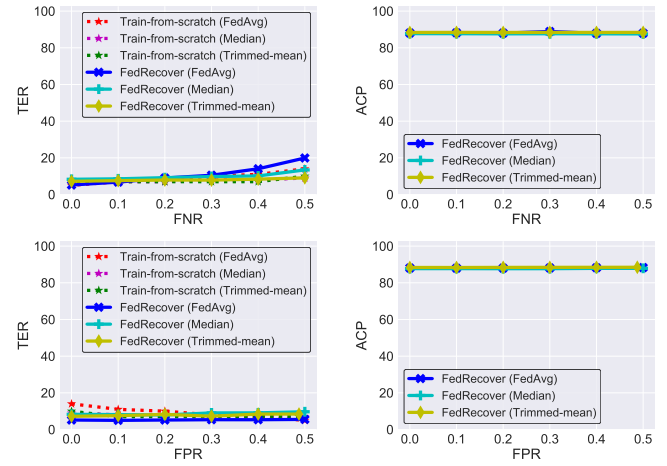 100
80
60
40
20
0
TER
0.0 0.1 0.2 0.3 0.4 0.5
FNR
Train-from-scratch (FedAvg)
Train-from-scratch (Median)
Train-from-scratch (Trimmed-mean)
FedRecover (FedAvg)
FedRecover (Median)
FedRecover (Trimmed-mean)
100
80
60
40
20
0
ACP
0.0 0.1 0.2 0.3 0.4 0.5
FNR
FedRecover (FedAvg)
FedRecover (Median)
FedRecover (Trimmed-mean)
100
80
60
40
20
0
TER
0.0 0.1 0.2 0.3 0.4 0.5
FPR
Train-from-scratch (FedAvg)
Train-from-scratch (Median)
Train-from-scratch (Trimmed-mean)
FedRecover (FedAvg)
FedRecover (Median)
FedRecover (Trimmed-mean)
100
80
60
40
20
0
ACP
0.0 0.1 0.2 0.3 0.4 0.5
FPR
FedRecover (FedAvg)
FedRecover (Median)
FedRecover (Trimmed-mean)